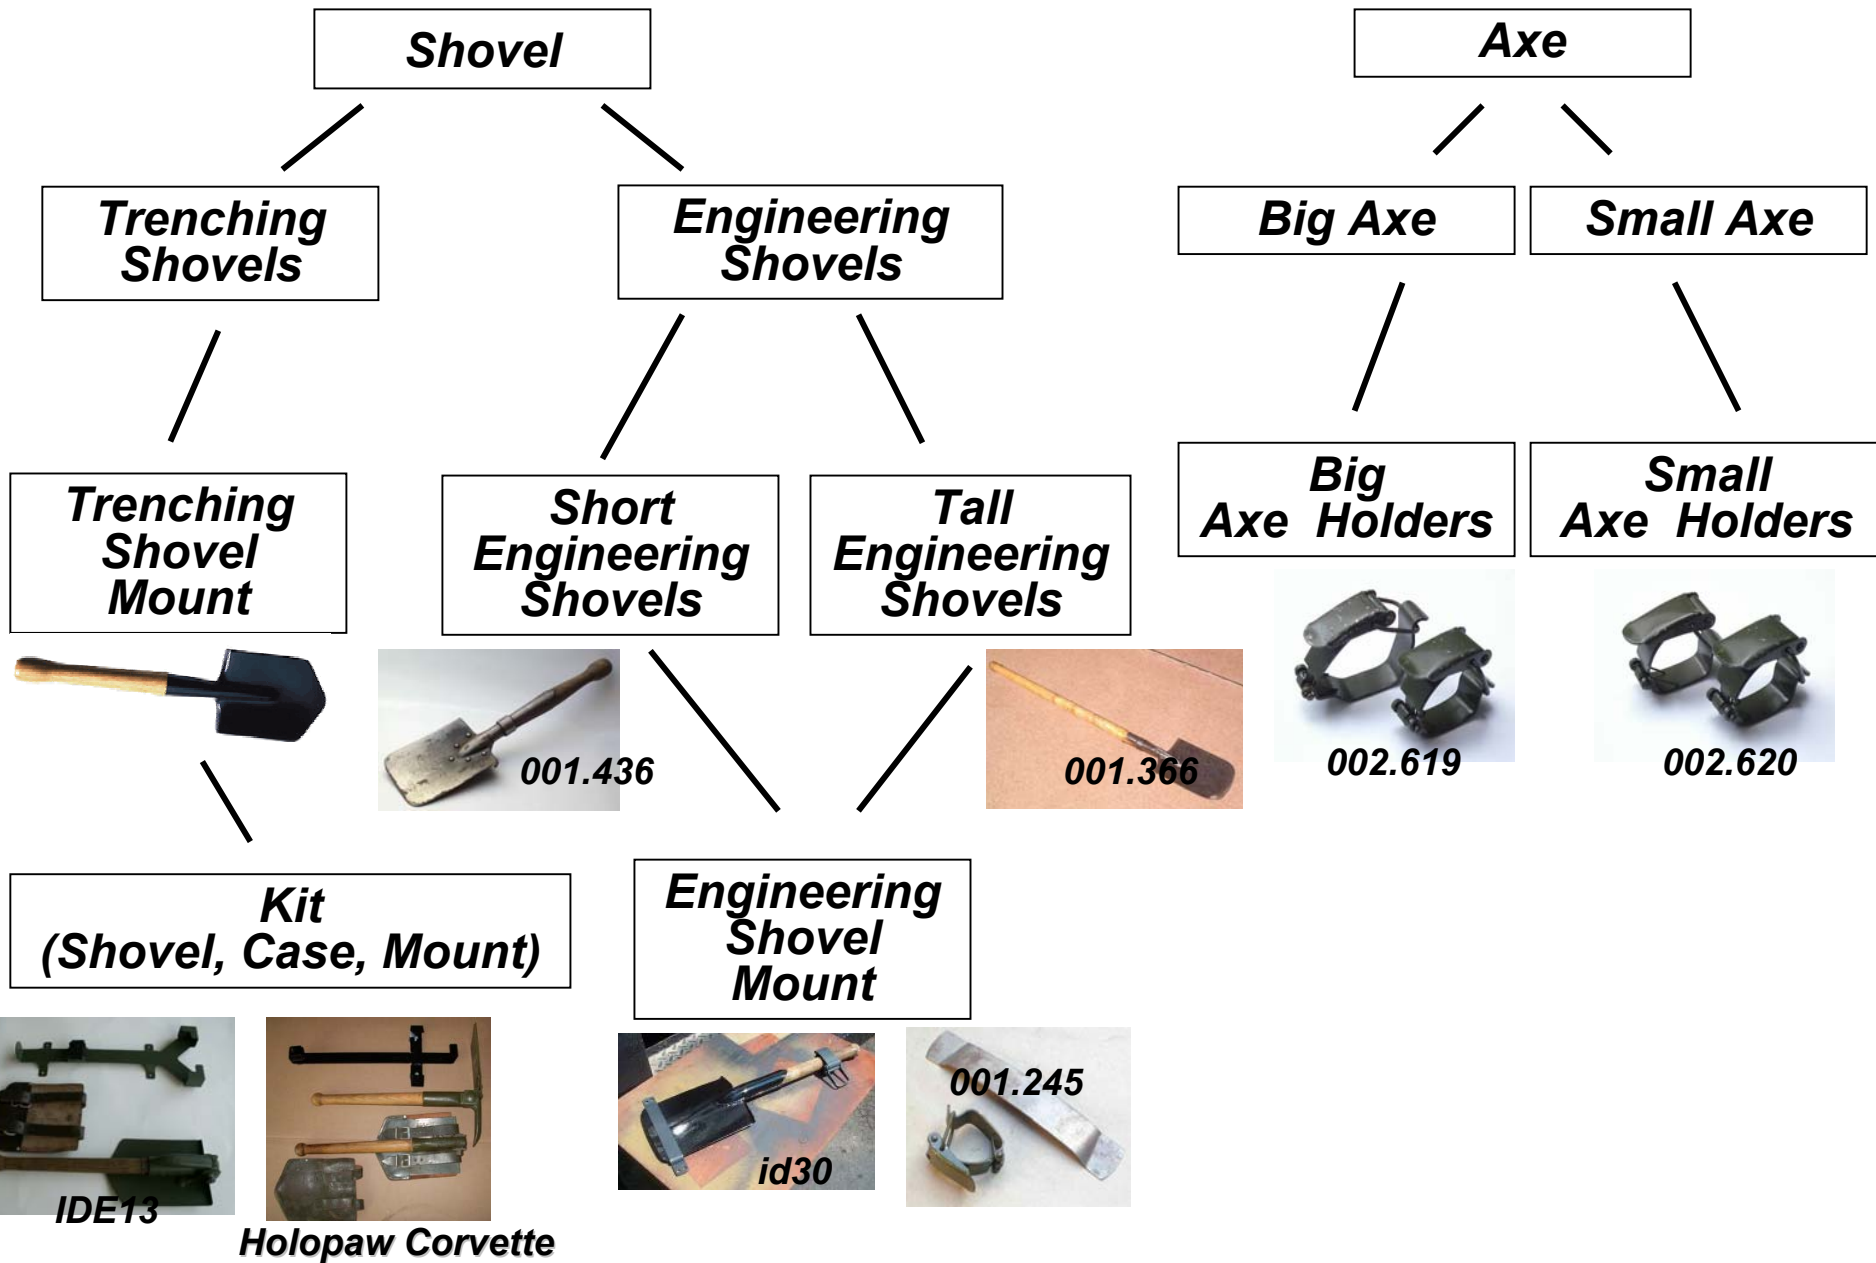 Shovel
Axe
Trenching
Shovels
Engineering
Shovels
Big Axe
Small Axe
Trenching
Shovel
Mount
Short
Engineering
Shovels
Tall
Engineering
Shovels
Big
Axe Holders
Small
Axe Holders
001.436
001.366
002.619
002.620
Kit
(Shovel, Case, Mount)
Engineering
Shovel
Mount
IDE13
Holopaw Corvette
id30
001.245